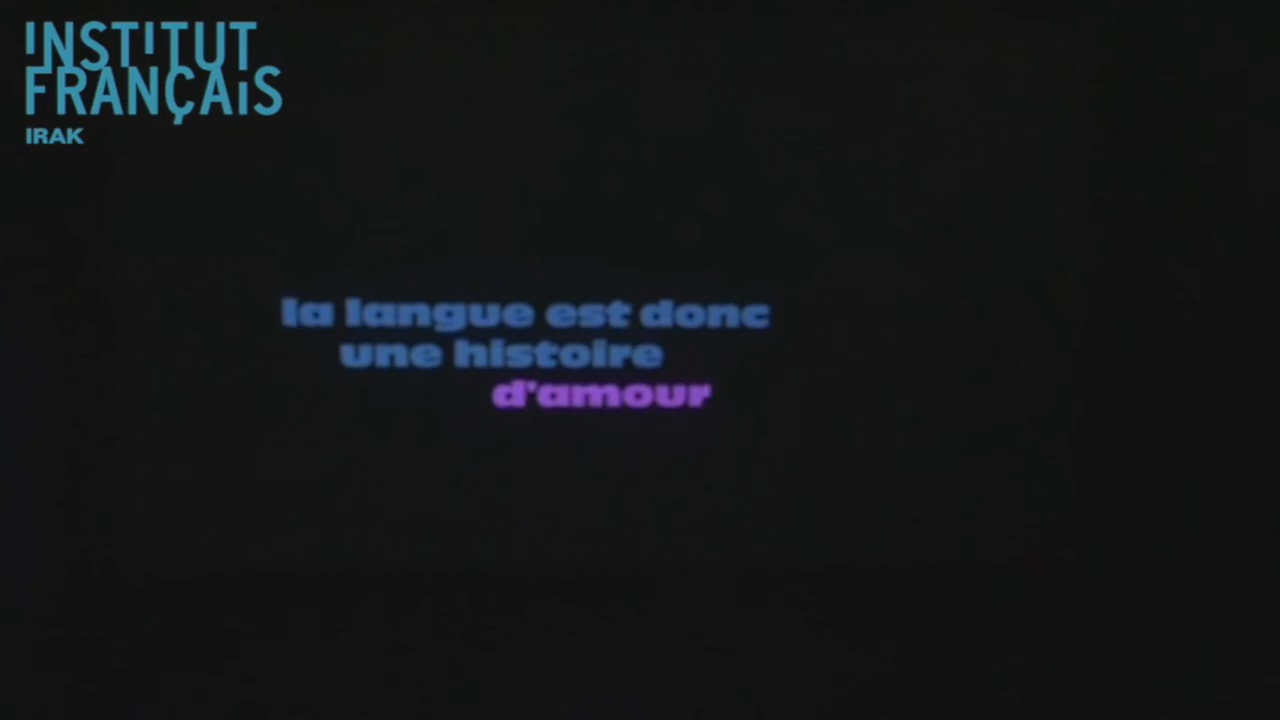 INSTITUT
FRANÇAIS
IRAK
la langue est donc
une histoire
d'amour